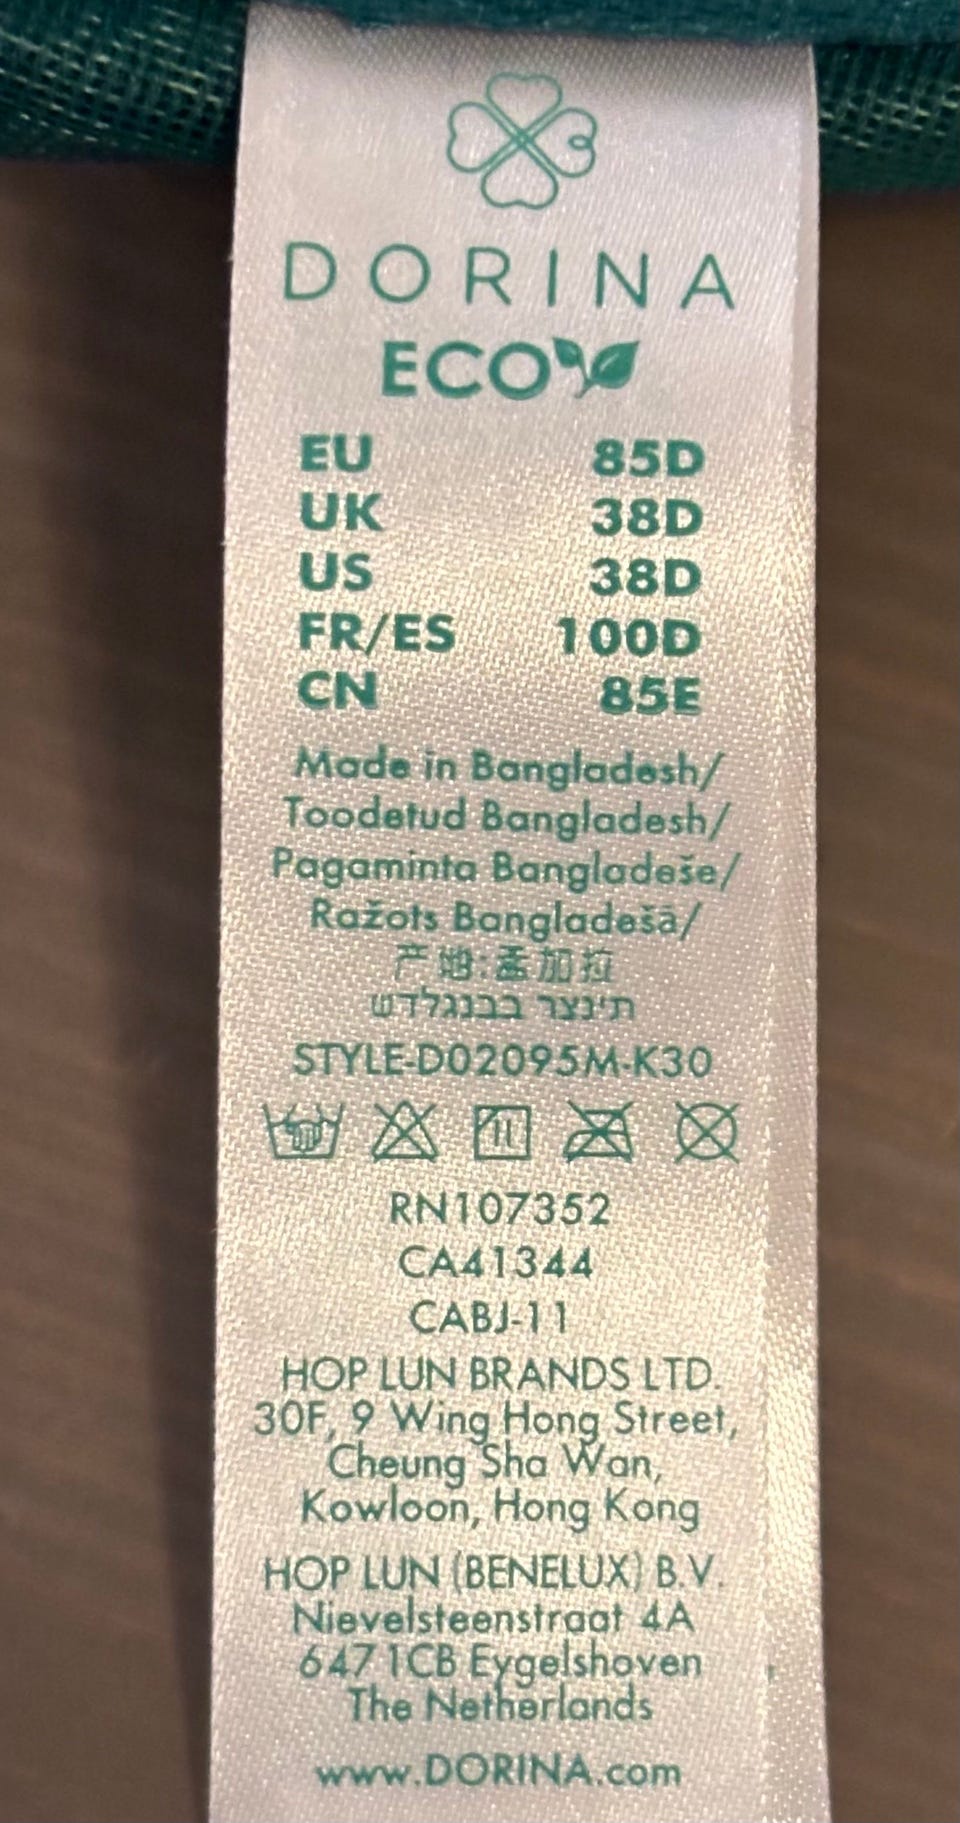 DORINA
ECO
EU 85D
UK 38D
US 38D
FR/ES 100D
CN 85E
Made in Bangladesh/
Toodetud Bangladesh/
Pagaminta Bangladeše/
Ražots Bangladešā/
产地:孟加拉
תינצר בבנגלדש
STYLE-D02095M-K30
RN107352
CA41344
CABJ-11
HOP LUN BRANDS LTD.
30F, 9 Wing Hong Street,
Cheung Sha Wan,
Kowloon, Hong Kong
HOP LUN (BENELUX) B.V.
Nievelsteenstraat 4A
6471CB Eygelshoven
The Netherlands
www.DORINA.com